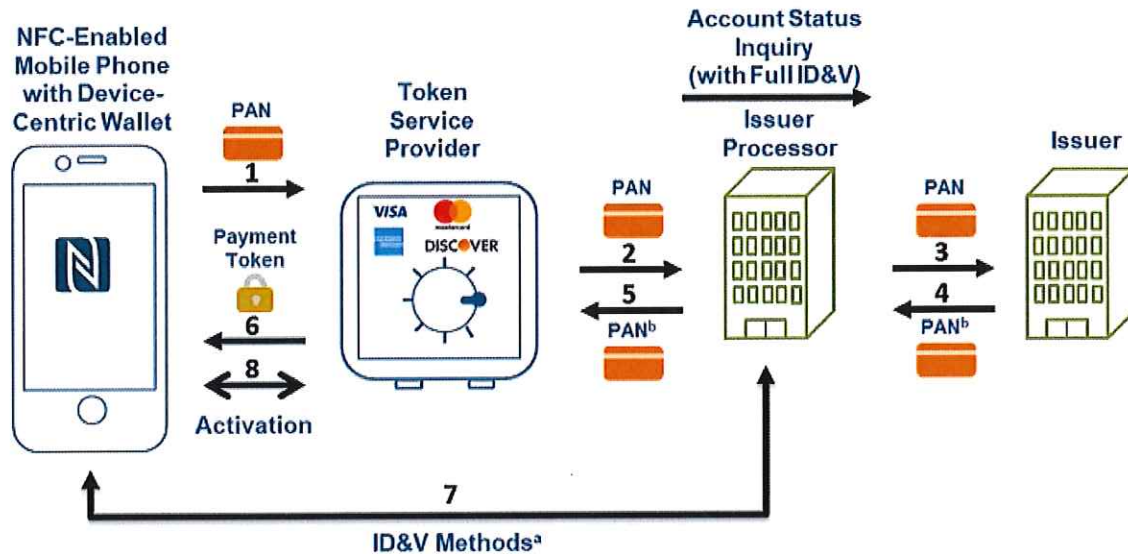 NFC-Enabled
Mobile Phone
with Device-
Centric Wallet
PAN
1
Payment
Token
6
8
Activation
Token
Service
Provider
VISA
mastercard
DISCOVER
Account Status
Inquiry
(with Full ID&V)
Issuer
Processor
PAN
2
5
PANᵇ
Issuer
PAN
3
4
PANᵇ
7
ID&V Methodsᵃ